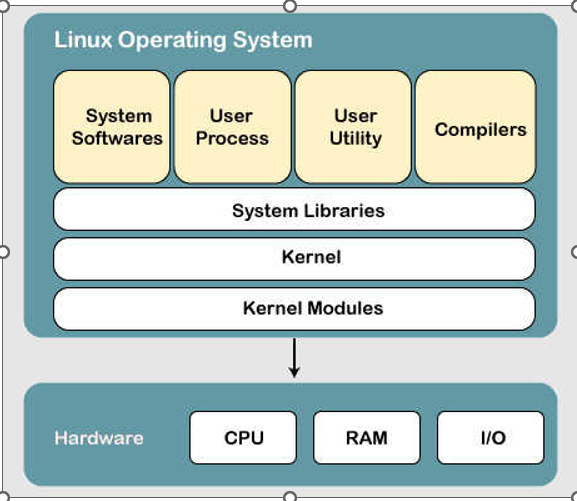 Linux Operating System
System
Softwares
User
Process
User
Utility
Compilers
System Libraries
Kernel
Kernel Modules
Hardware
CPU
RAM
I/O